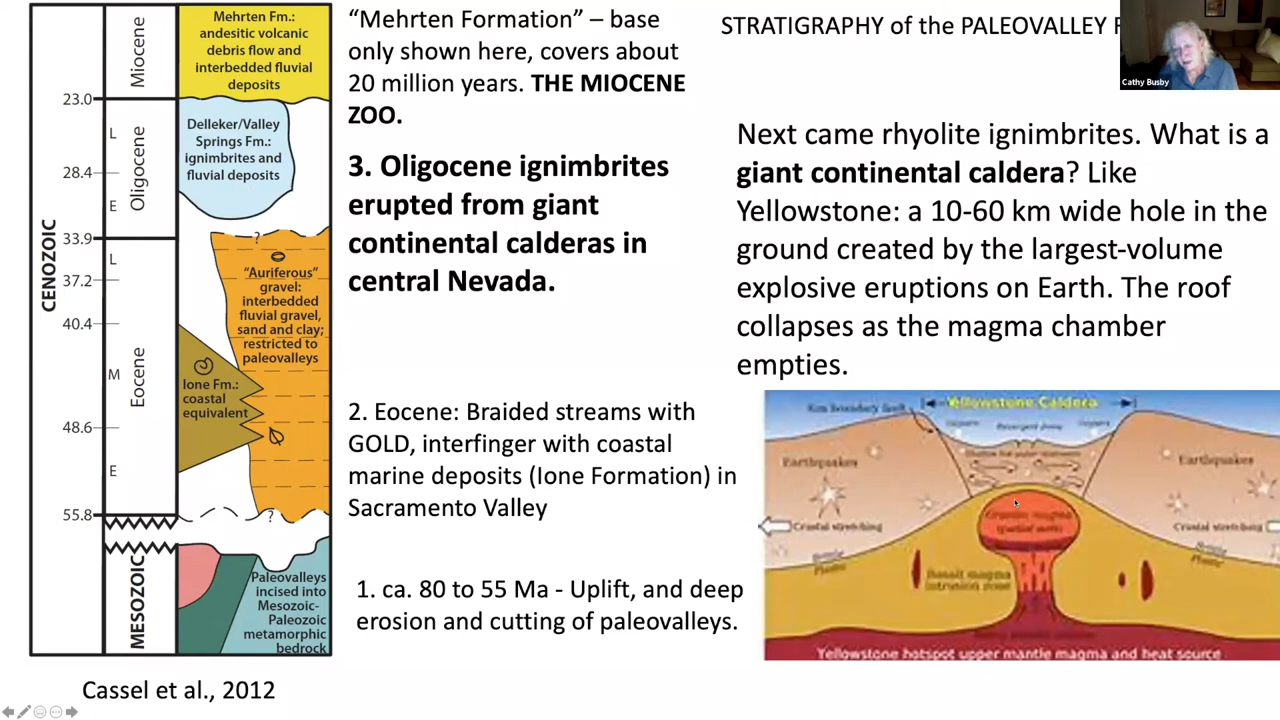 Mehrten Fm.:
andesitic volcanic
debris flow and
interbedded fluvial
deposits
Miocene
23.0
Delleker/Valley
Springs Fm.:
ignimbrites and
fluvial deposits
L
Oligocene
28.4
E
33.9
?
L
37.2
CENOZOIC
"Auriferous"
gravel:
interbedded
fluvial gravel,
sand and clay;
restricted to
paleovalleys
40.4
M
Eocene
Ione Fm.:
coastal
equivalent
48.6
E
55.8
?
MESOZOIC
Paleovalleys
incised into
Mesozoic-
Paleozoic
metamorphic
bedrock
Cassel et al., 2012
“Mehrten Formation” – base
only shown here, covers about
20 million years. THE MIOCENE
ZOO.
3. Oligocene ignimbrites
erupted from giant
continental calderas in
central Nevada.
2. Eocene: Braided streams with
GOLD, interfinger with coastal
marine deposits (Ione Formation) in
Sacramento Valley
1. ca. 80 to 55 Ma - Uplift, and deep
erosion and cutting of paleovalleys.
STRATIGRAPHY of the PALEOVALLEY
Cathy Busby
Next came rhyolite ignimbrites. What is a
giant continental caldera? Like
Yellowstone: a 10-60 km wide hole in the
ground created by the largest-volume
explosive eruptions on Earth. The roof
collapses as the magma chamber
empties.
Yellowstone Caldera
Earthquakes
Earthquakes
Crustal stretching
Crustal stretching
Basalt magma
intrusion zone
Yellowstone hotspot upper mantle magma and heat source